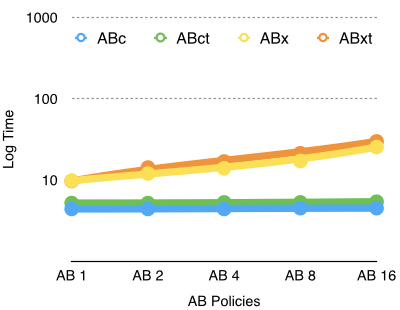 1000
ABc ABct ABx ABxt
100
Log Time
10
AB 1 AB 2 AB 4 AB 8 AB 16
AB Policies